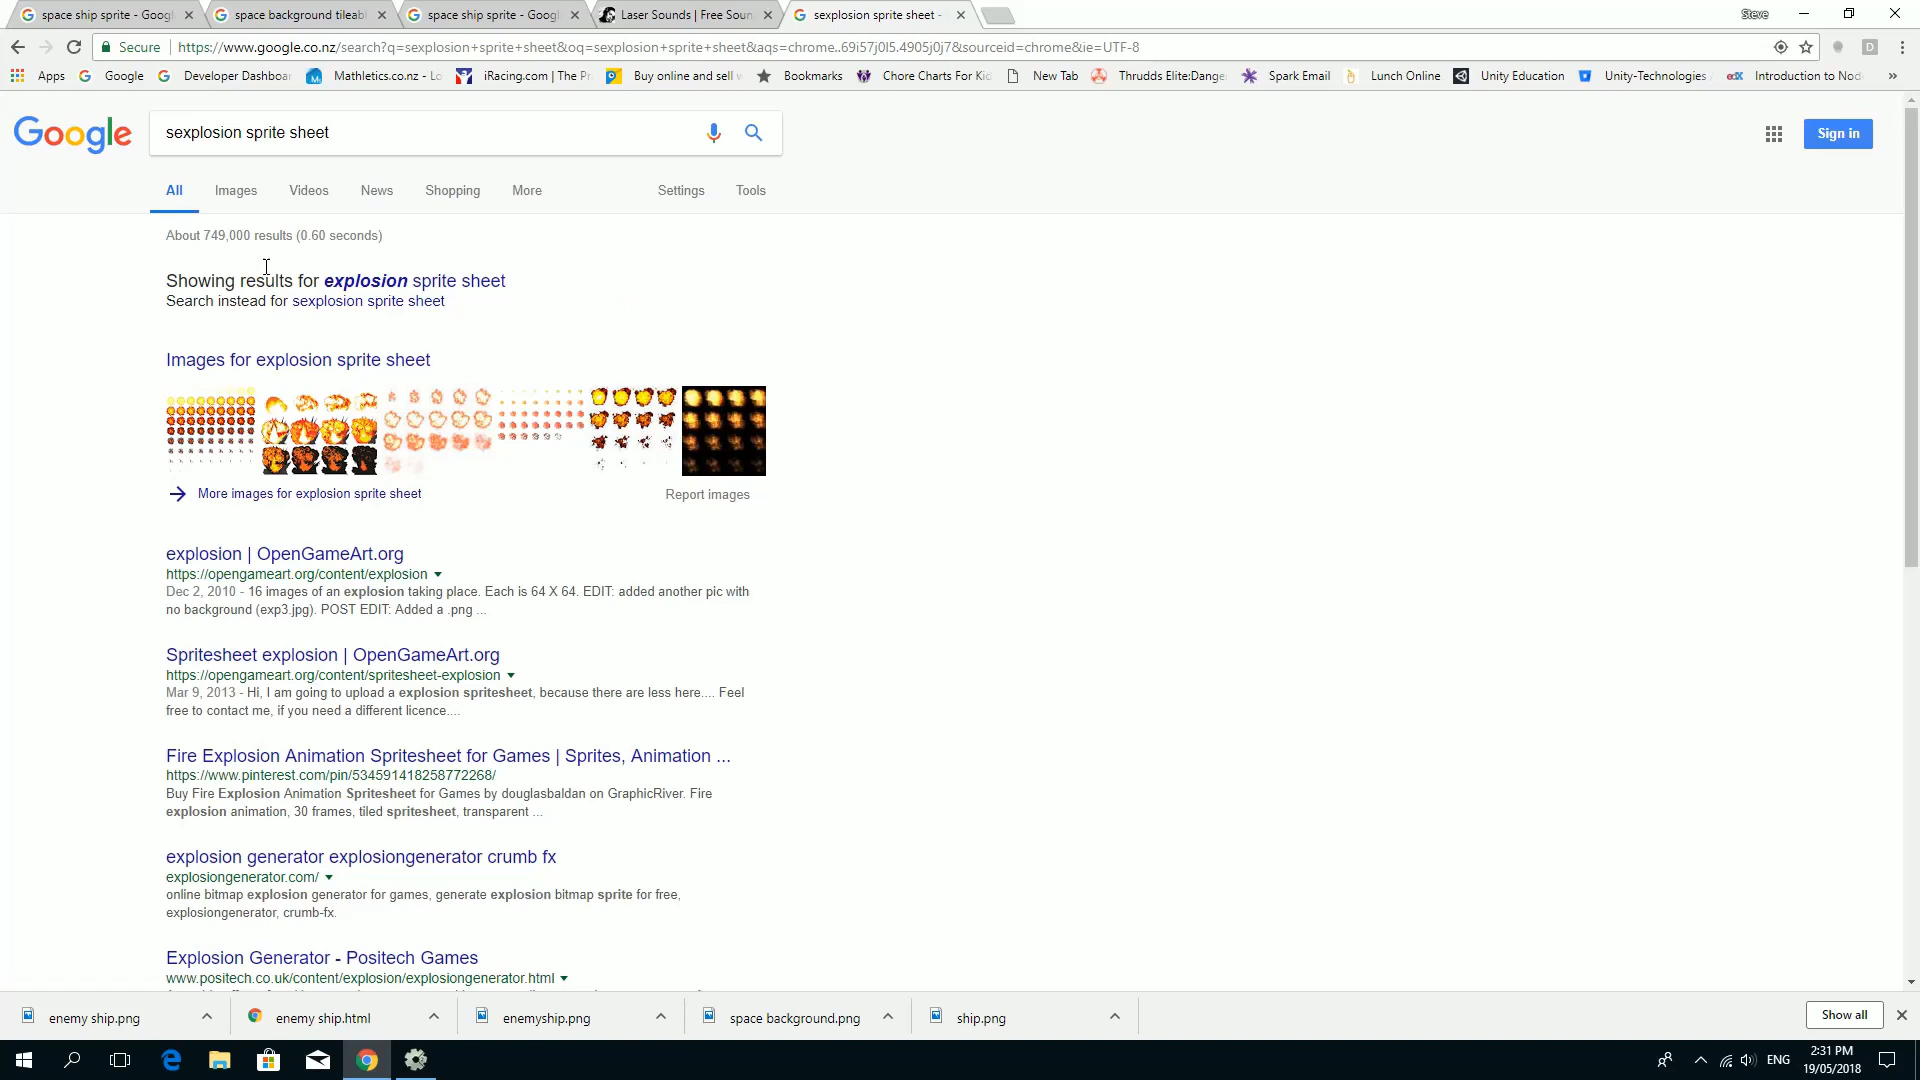 space ship sprite - Googl
space background tileabl
space ship sprite - Googl
Laser Sounds | Free Soun
sexplosion sprite sheet -
Steve
Secure
https://www.google.co.nz/search?q=sexplosion+sprite+sheet&oq=sexplosion+sprite+sheet&aqs=chrome..69i57j0l5.4905j0j7&sourceid=chrome&ie=UTF-8
Apps
Google
Developer Dashboar
Mathletics.co.nz - Lo
iRacing.com | The Pr
Buy online and sell w
Bookmarks
Chore Charts For Kid
New Tab
Thrudds Elite:Dange
Spark Email
Lunch Online
Unity Education
Unity-Technologies
edX
Introduction to Nod
»
Google
sexplosion sprite sheet
Sign in
All
Images
Videos
News
Shopping
More
Settings
Tools
About 749,000 results (0.60 seconds)
Showing results for explosion sprite sheet
Search instead for sexplosion sprite sheet
Images for explosion sprite sheet
More images for explosion sprite sheet
Report images
explosion | OpenGameArt.org
https://opengameart.org/content/explosion
Dec 2, 2010 - 16 images of an explosion taking place. Each is 64 X 64. EDIT: added another pic with
no background (exp3.jpg). POST EDIT: Added a .png ...
Spritesheet explosion | OpenGameArt.org
https://opengameart.org/content/spritesheet-explosion
Mar 9, 2013 - Hi, I am going to upload a explosion spritesheet, because there are less here.... Feel
free to contact me, if you need a different licence....
Fire Explosion Animation Spritesheet for Games | Sprites, Animation ...
https://www.pinterest.com/pin/534591418258772268/
Buy Fire Explosion Animation Spritesheet for Games by douglasbaldan on GraphicRiver. Fire
explosion animation, 30 frames, tiled spritesheet, transparent ...
explosion generator explosiongenerator crumb fx
explosiongenerator.com/
online bitmap explosion generator for games, generate explosion bitmap sprite for free,
explosiongenerator, crumb-fx.
Explosion Generator - Positech Games
www.positech.co.uk/content/explosion/explosiongenerator.html
enemy ship.png
enemy ship.html
enemyship.png
space background.png
ship.png
Show all
ENG
2:31 PM
19/05/2018